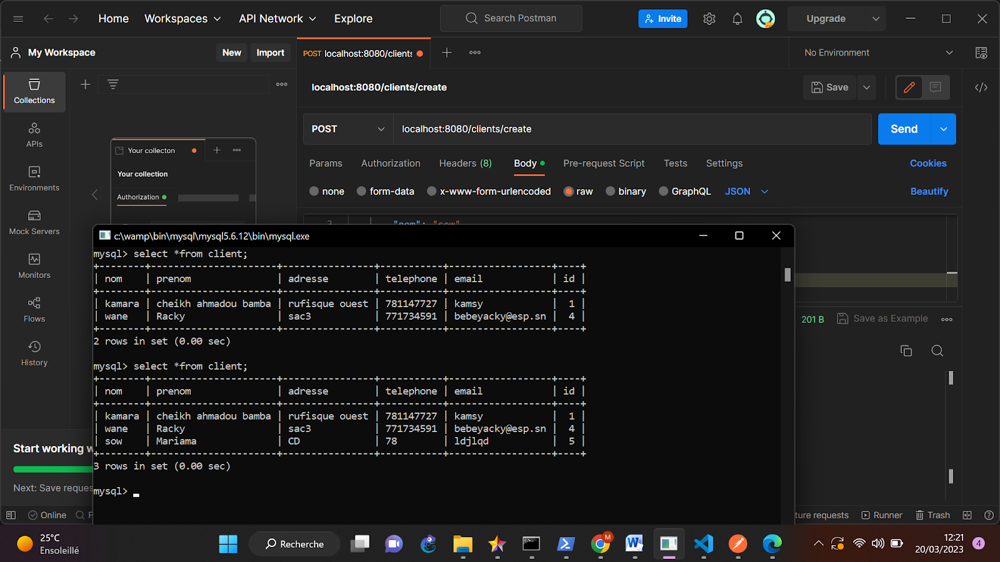 Home Workspaces API Network Explore Search Postman Invite Upgrade
My Workspace New Import POST localhost:8080/clients No Environment
Collections
APIs
Environments
Mock Servers
Monitors
Flows
History
Your collecton
Your collection
Authorization
localhost:8080/clients/create Save
POST localhost:8080/clients/create Send
Params Authorization Headers (8) Body Pre-request Script Tests Settings Cookies
none form-data x-www-form-urlencoded raw binary GraphQL JSON Beautify
3 "nom": "sow"
c:\wamp\bin\mysql\mysql5.6.12\bin\mysql.exe
mysql> select *from client;
+--------+----------------------+----------------+-----------+------------------+----+
| nom    | prenom               | adresse        | telephone | email            | id |
+--------+----------------------+----------------+-----------+------------------+----+
| kamara | cheikh ahmadou bamba | rufisque ouest | 781147727 | kamsy            |  1 |
| wane   | Racky                | sac3           | 771734591 | bebeyacky@esp.sn |  4 |
+--------+----------------------+----------------+-----------+------------------+----+
2 rows in set (0.00 sec)
mysql> select *from client;
+--------+----------------------+----------------+-----------+------------------+----+
| nom    | prenom               | adresse        | telephone | email            | id |
+--------+----------------------+----------------+-----------+------------------+----+
| kamara | cheikh ahmadou bamba | rufisque ouest | 781147727 | kamsy            |  1 |
| wane   | Racky                | sac3           | 771734591 | bebeyacky@esp.sn |  4 |
| sow    | Mariama              | CD             | 78        | ldjlqd           |  5 |
+--------+----------------------+----------------+-----------+------------------+----+
3 rows in set (0.00 sec)
mysql>
201 B Save as Example
Start working w
Next: Save reques
Online F
ture requests Runner Trash
25°C
Ensoleillé
Recherche
M
12:21
20/03/2023
4